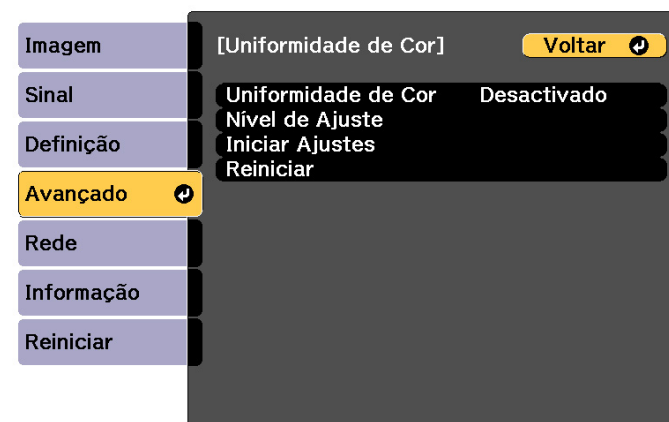 Imagem
Sinal
Definição
Avançado
Rede
Informação
Reiniciar
[Uniformidade de Cor] Voltar
Uniformidade de Cor Desactivado
Nível de Ajuste
Iniciar Ajustes
Reiniciar